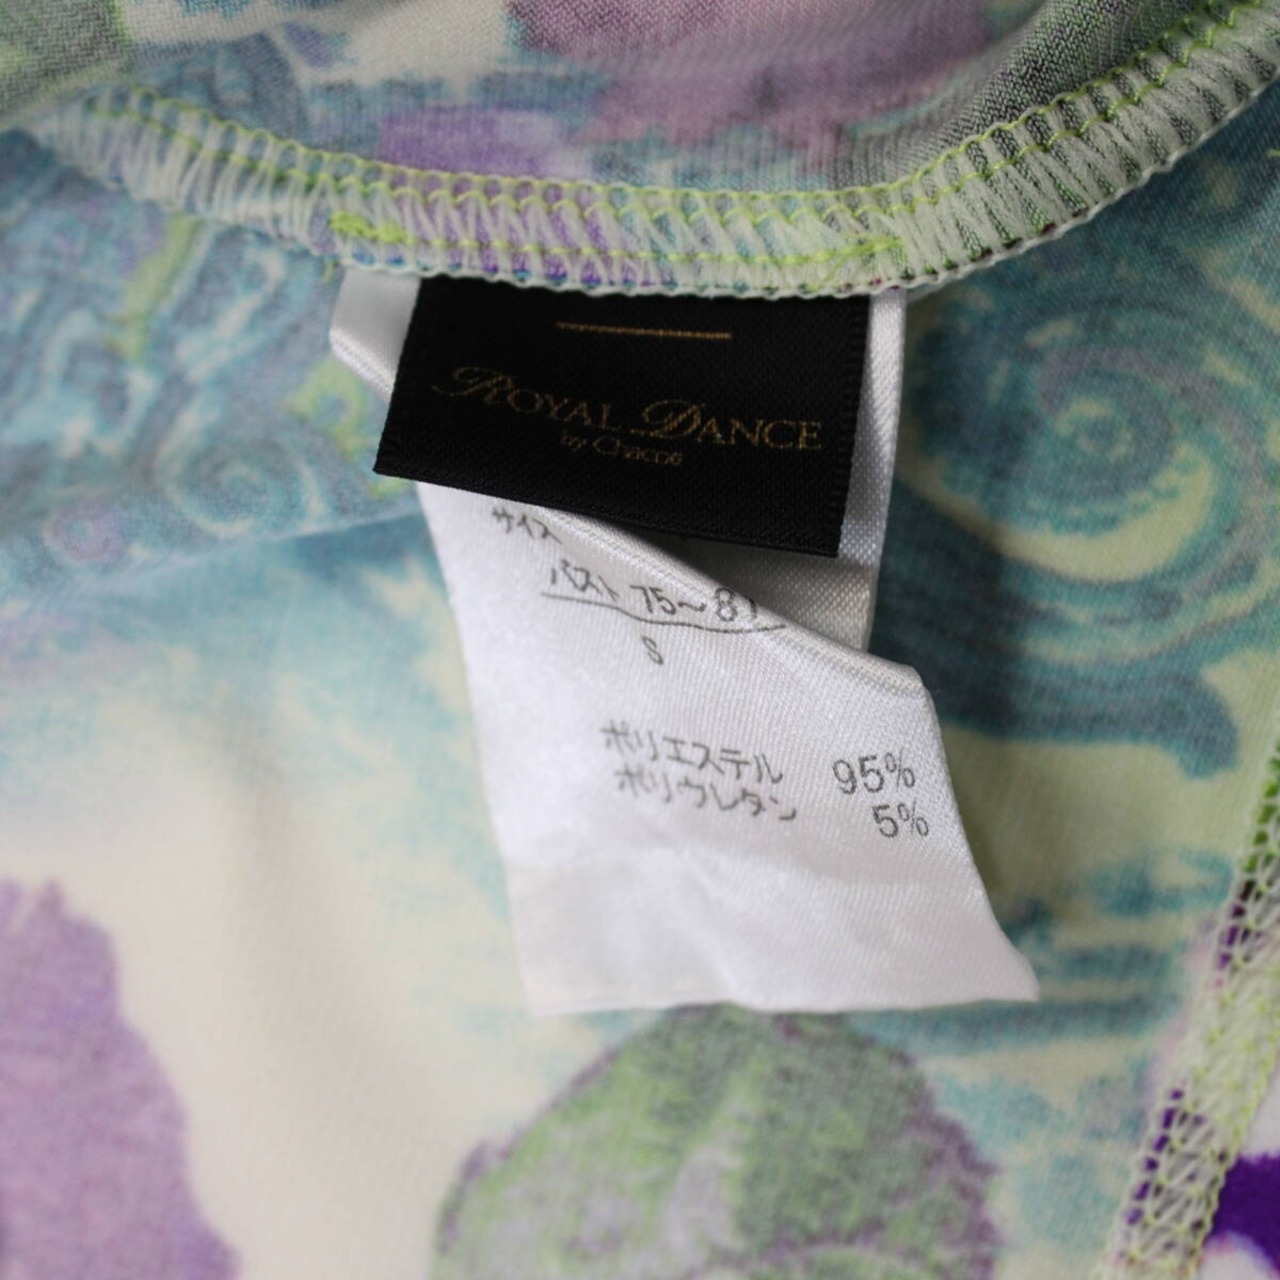 ROYAL DANCE
by Chacott
サイズ
バスト 75~81
S
ポリエステル 95%
ポリウレタン 5%